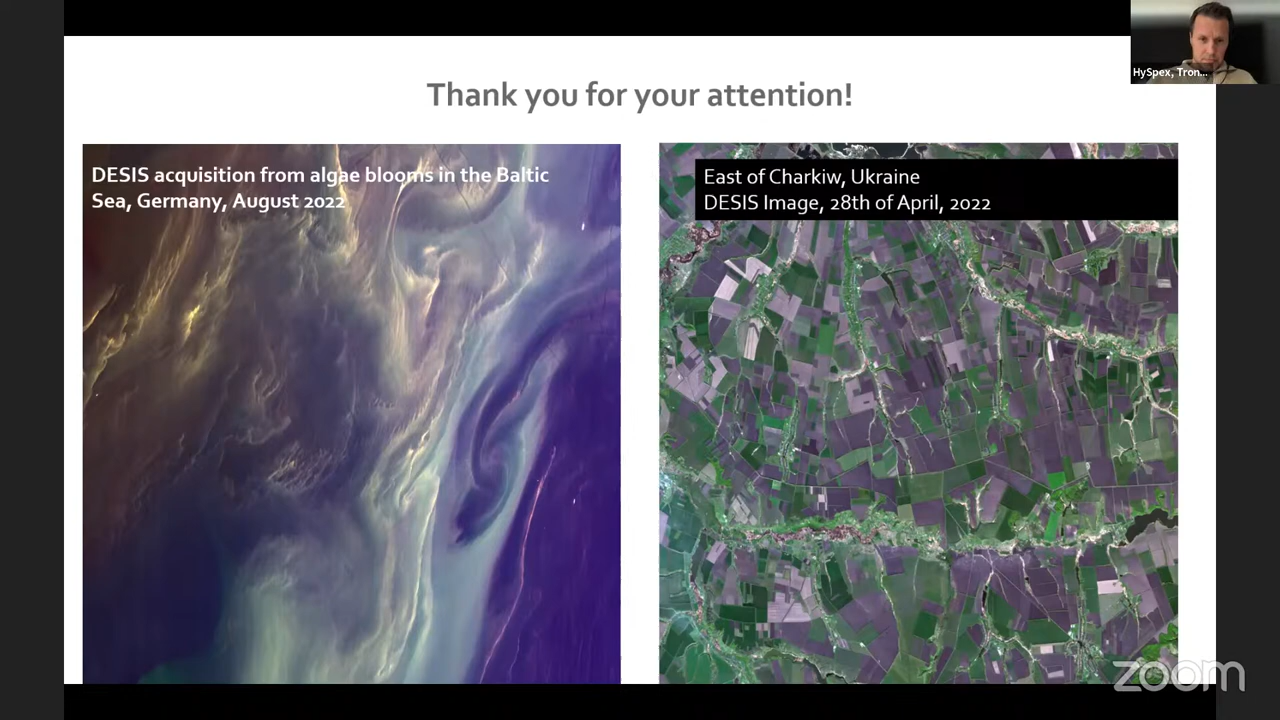 HySpex, Tron...
Thank you for your attention!
DESIS acquisition from algae blooms in the Baltic
Sea, Germany, August 2022
East of Charkiw, Ukraine
DESIS Image, 28th of April, 2022
zoom